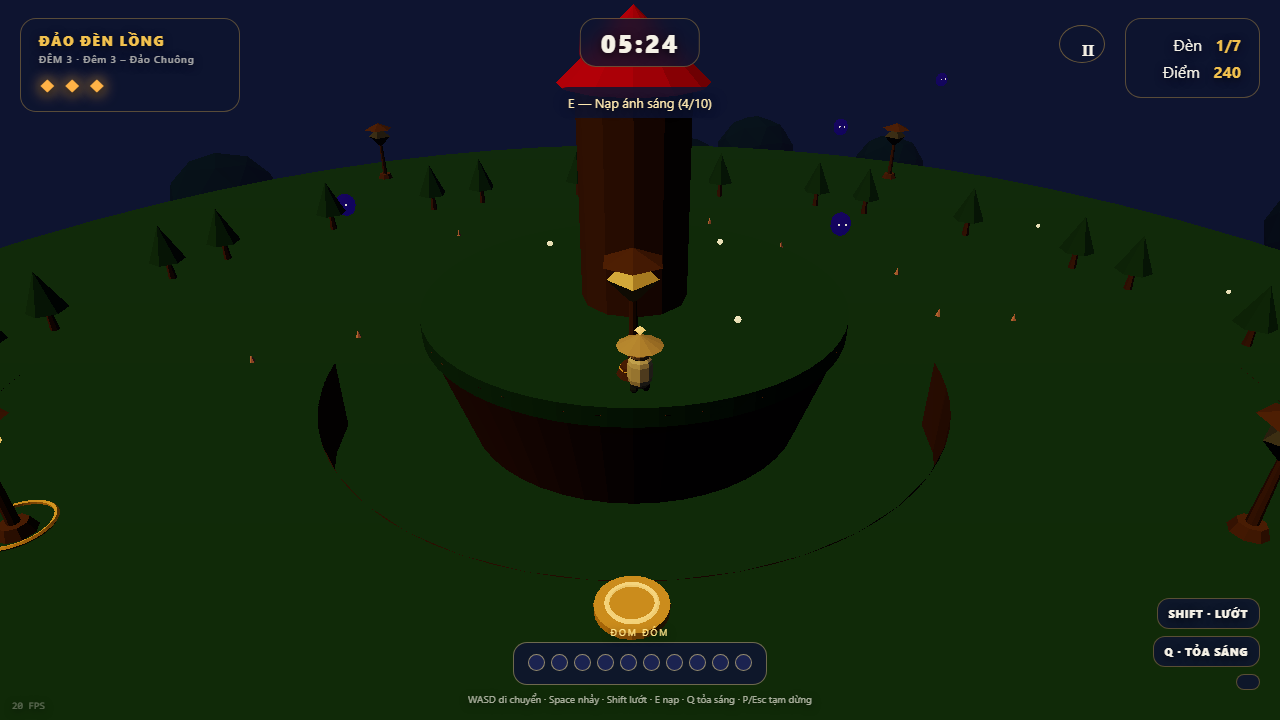 ĐẢO ĐÈN LỒNG
ĐÊM 3 · Đêm 3 – Đảo Chuông
05:24
E — Nạp ánh sáng (4/10)
II
Đèn 1/7
Điểm 240
ĐOM ĐÓM
SHIFT · LƯỚT
Q · TỎA SÁNG
WASD di chuyển · Space nhảy · Shift lướt · E nạp · Q tỏa sáng · P/Esc tạm dừng
20 FPS